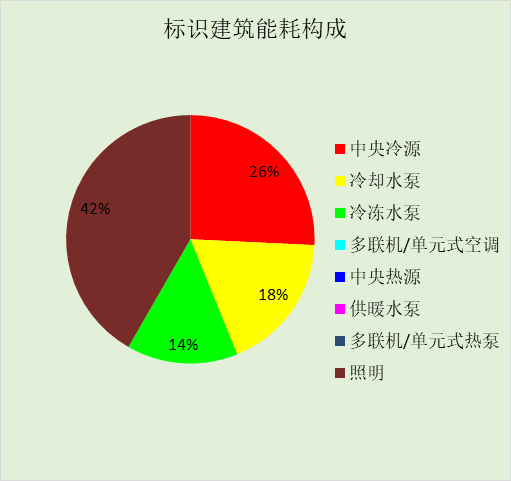 标识建筑能耗构成
26%
18%
14%
42%
中央冷源
冷却水泵
冷冻水泵
多联机/单元式空调
中央热源
供暖水泵
多联机/单元式热泵
照明